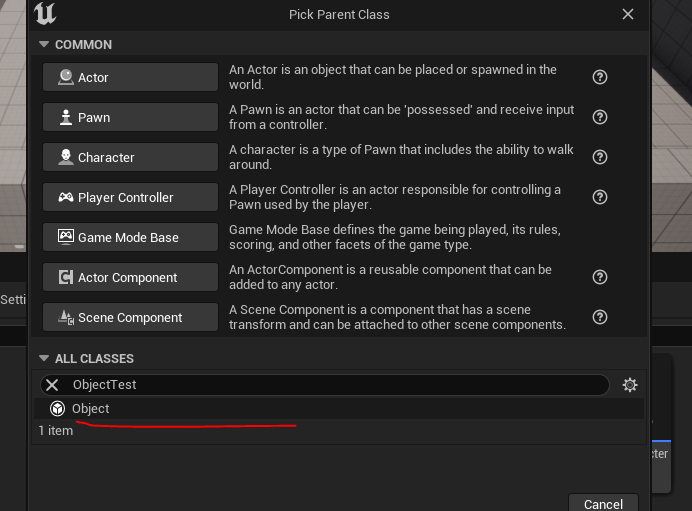 Pick Parent Class
COMMON
Actor
An Actor is an object that can be placed or spawned in the
world.
Pawn
A Pawn is an actor that can be 'possessed' and receive input
from a controller.
Character
A character is a type of Pawn that includes the ability to walk
around.
Player Controller
A Player Controller is an actor responsible for controlling a
Pawn used by the player.
Game Mode Base
Game Mode Base defines the game being played, its rules,
scoring, and other facets of the game type.
Actor Component
An ActorComponent is a reusable component that can be
added to any actor.
Setti
Scene Component
A Scene Component is a component that has a scene
transform and can be attached to other scene components.
ALL CLASSES
ObjectTest
Object
1 item
cter
Cancel